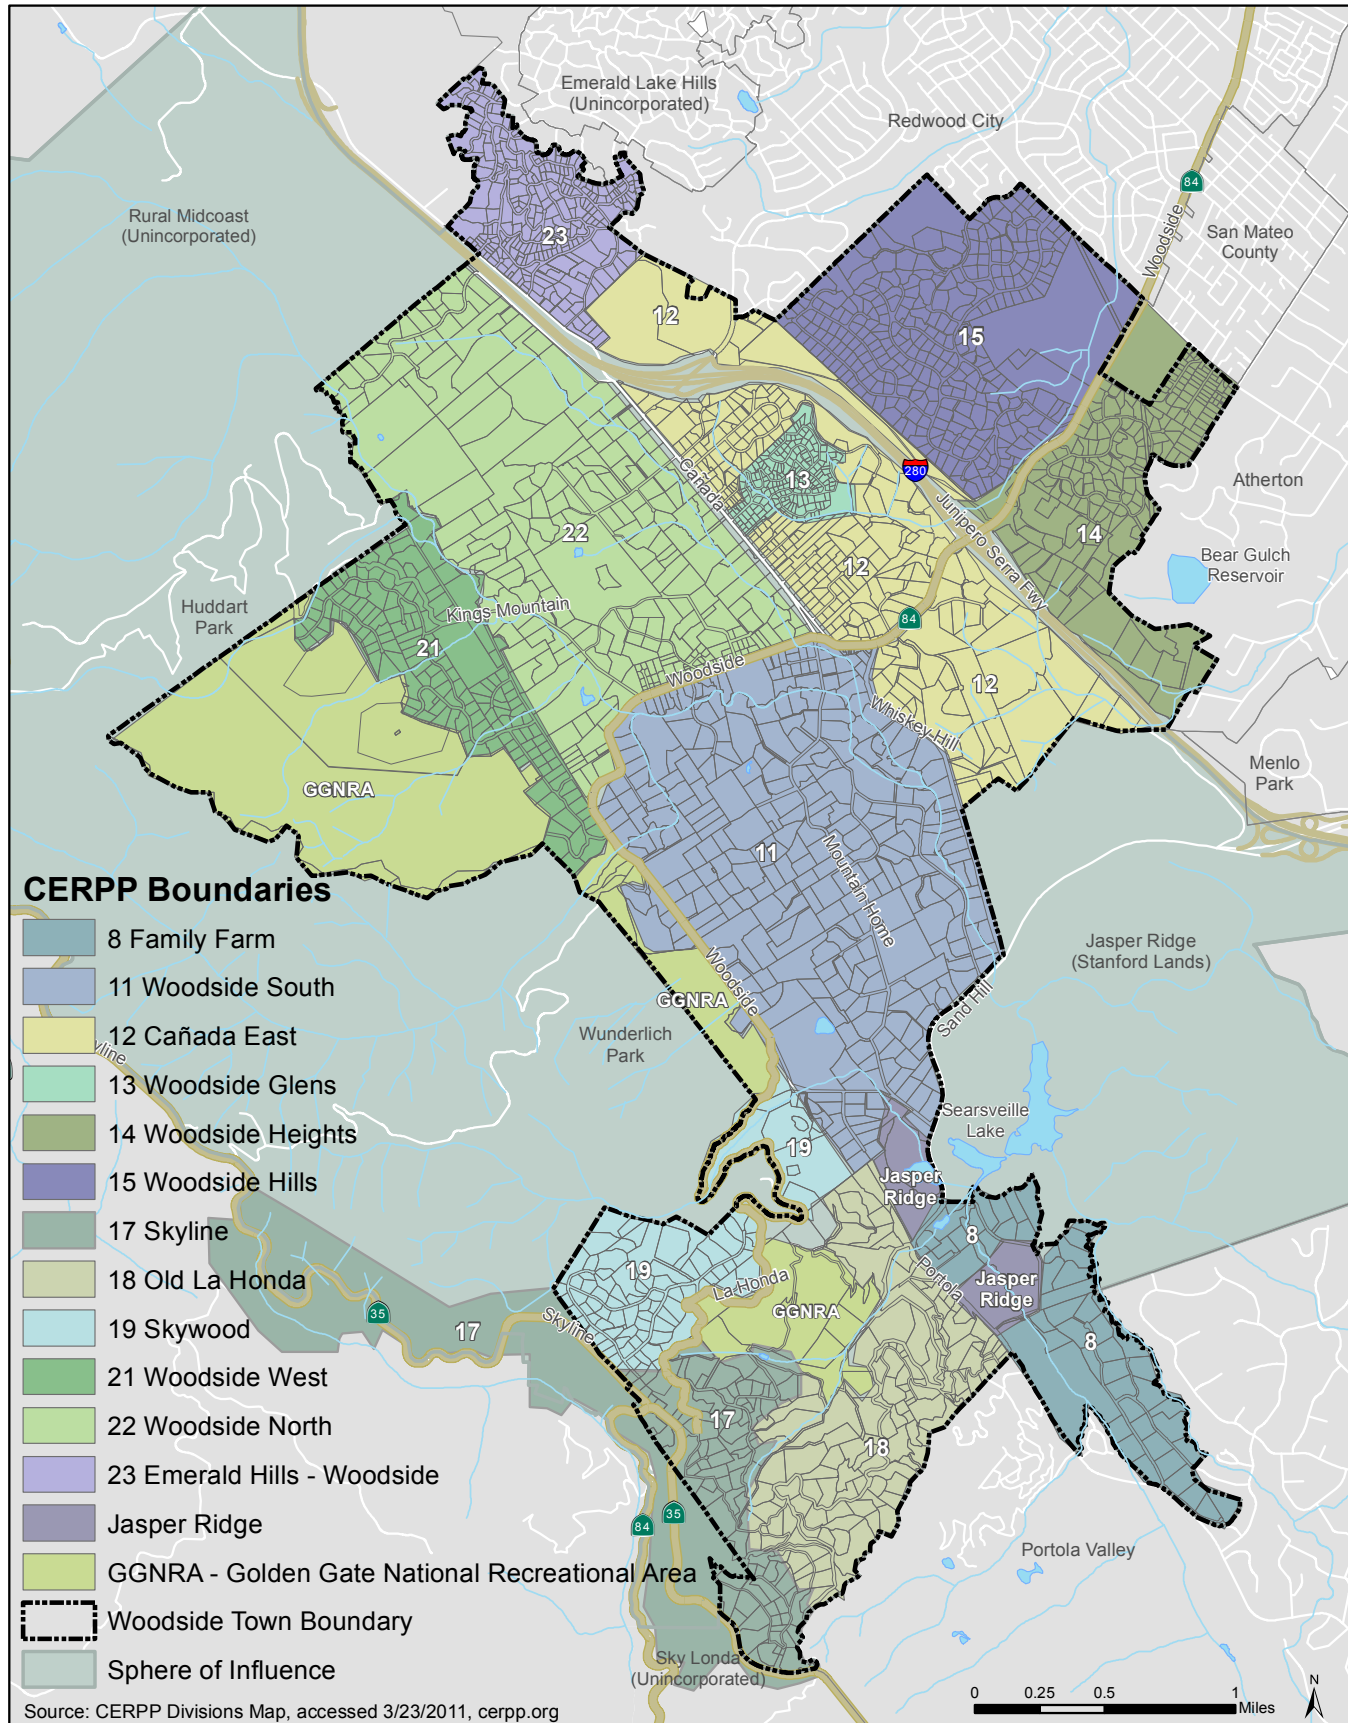 Emerald Lake Hills
(Unincorporated)
Redwood City
84
Rural Midcoast
(Unincorporated)
Woodside
San Mateo
County
23
12
15
280
Cañada
13
Atherton
Junipero Serra Fwy
22
14
Bear Gulch
Reservoir
12
Huddart
Park
Kings Mountain
84
21
Woodside
12
Whiskey Hill
Menlo
Park
GGNRA
11
Mountain Home
CERPP Boundaries
8 Family Farm
11 Woodside South
12 Cañada East
13 Woodside Glens
14 Woodside Heights
15 Woodside Hills
17 Skyline
18 Old La Honda
19 Skywood
21 Woodside West
22 Woodside North
23 Emerald Hills - Woodside
Jasper Ridge
GGNRA - Golden Gate National Recreational Area
Woodside Town Boundary
Sphere of Influence
Source: CERPP Divisions Map, accessed 3/23/2011, cerpp.org
yline
Jasper Ridge
(Stanford Lands)
Woodside
GGNRA
Sand Hill
Wunderlich
Park
Searsveille
Lake
19
Jasper
Ridge
8
19
La Honda
Portola
Jasper
Ridge
GGNRA
35
17
Skyline
8
17
18
35
84
Portola Valley
Sky Londa
(Unincorporated)
0 0.25 0.5 1
Miles
N